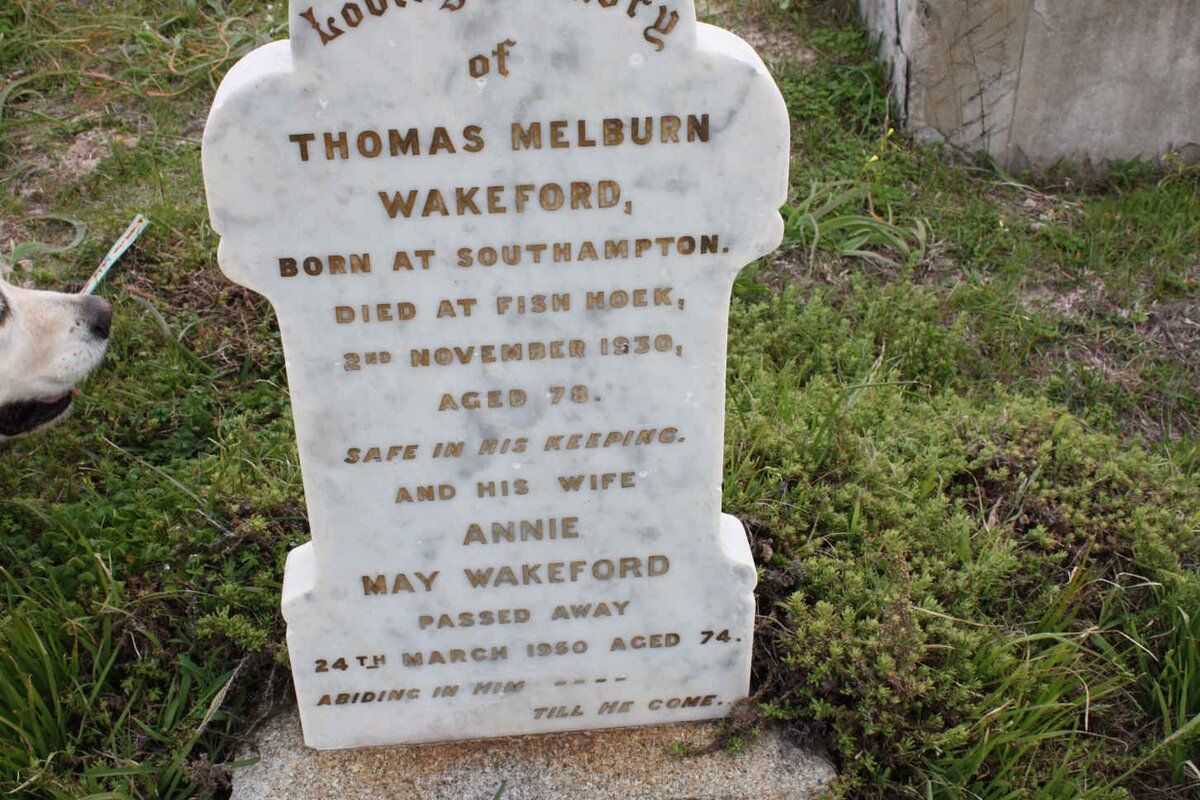 Loving Memory
of
THOMAS MELBURN
WAKEFORD,
BORN AT SOUTHAMPTON.
DIED AT FISH HOEK,
2ND NOVEMBER 1930,
AGED 78.
SAFE IN HIS KEEPING.
AND HIS WIFE
ANNIE
MAY WAKEFORD
PASSED AWAY
24TH MARCH 1950 AGED 74.
ABIDING IN HIM ----
TILL HE COME.